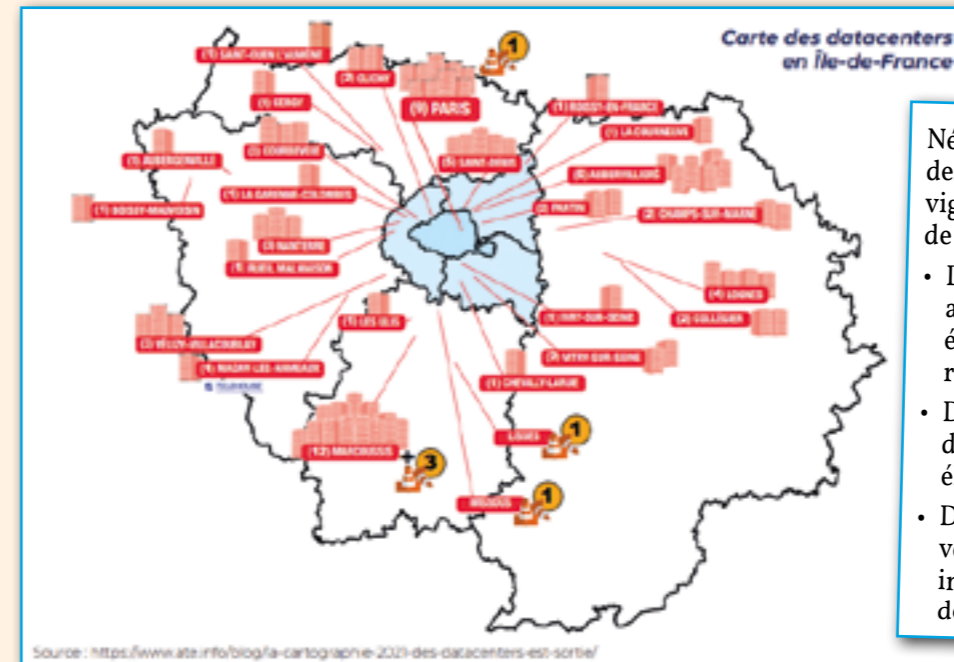 Carte des datacenters
en Île-de-France
1
(1) SAINT-OUEN L'AUMÔNE
(2) CLICHY
(9) PARIS
(1) CERGY
(1) ROISSY-EN-FRANCE
(1) LA COURNEUVE
(3) COURBEVOIE
(5) SAINT-DENIS
(1) AUBERGENVILLE
(6) AUBERVILLIERS
(1) LA GARENNE-COLOMBES
(2) PANTIN
(2) CHAMPS-SUR-MARNE
(1) BOISSY-MAUVOISIN
NANTERRE
(1) RUEIL MALMAISON
(4) LOGNES
(1) LES ULIS
(1) IVRY-SUR-SEINE
(2) COLLÉGIEN
(3) VÉLIZY-VILLACOUBLAY
VITRY-SUR-SEINE
(1) MAGNY-LES-HAMEAUX
(1) CHEVILLY-LARUE
1
(12) MARCOUSSIS
+
3
1
Source : https://www.ate.info/blog/la-cartographie-2021-des-datacenters-est-sortie/
Né
de
vig
de
• D
a
é
r
• D
d
é
• D
v
i
d